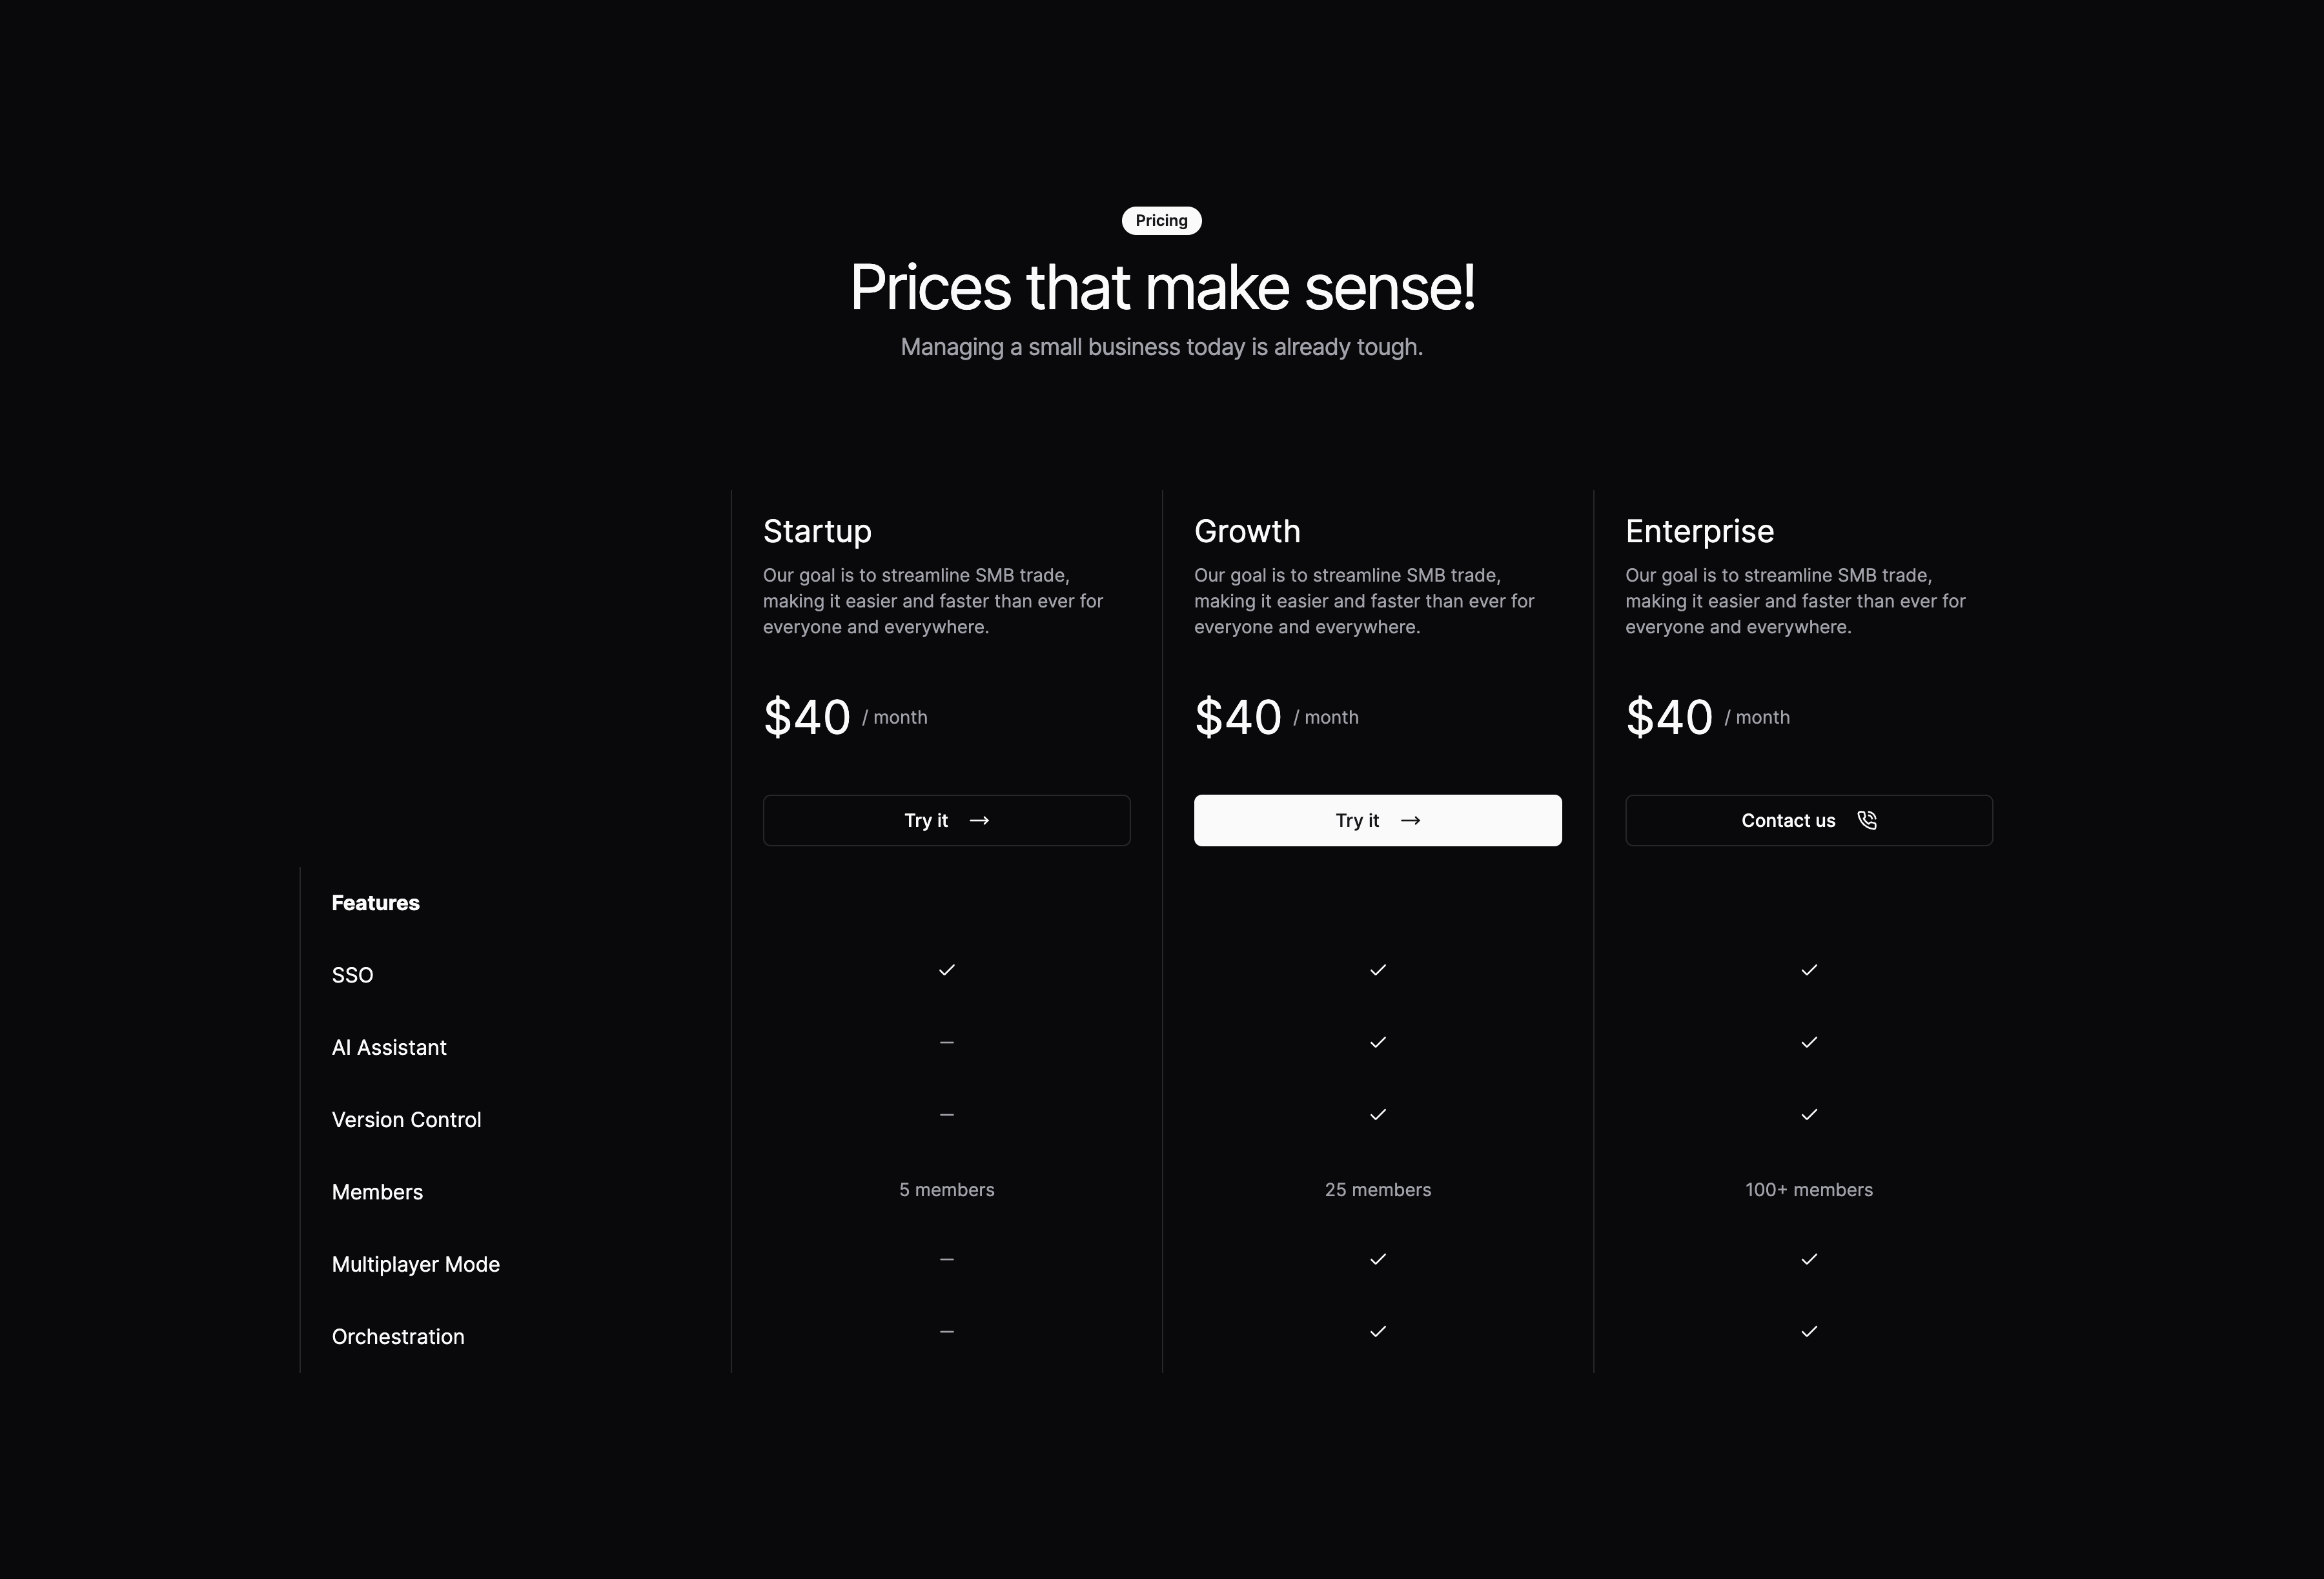 Pricing
Prices that make sense!
Managing a small business today is already tough.
Startup
Our goal is to streamline SMB trade,
making it easier and faster than ever for
everyone and everywhere.
$40 / month
Try it
Growth
Our goal is to streamline SMB trade,
making it easier and faster than ever for
everyone and everywhere.
$40 / month
Try it
Enterprise
Our goal is to streamline SMB trade,
making it easier and faster than ever for
everyone and everywhere.
$40 / month
Contact us
Features
SSO
AI Assistant
Version Control
Members 5 members 25 members 100+ members
Multiplayer Mode
Orchestration